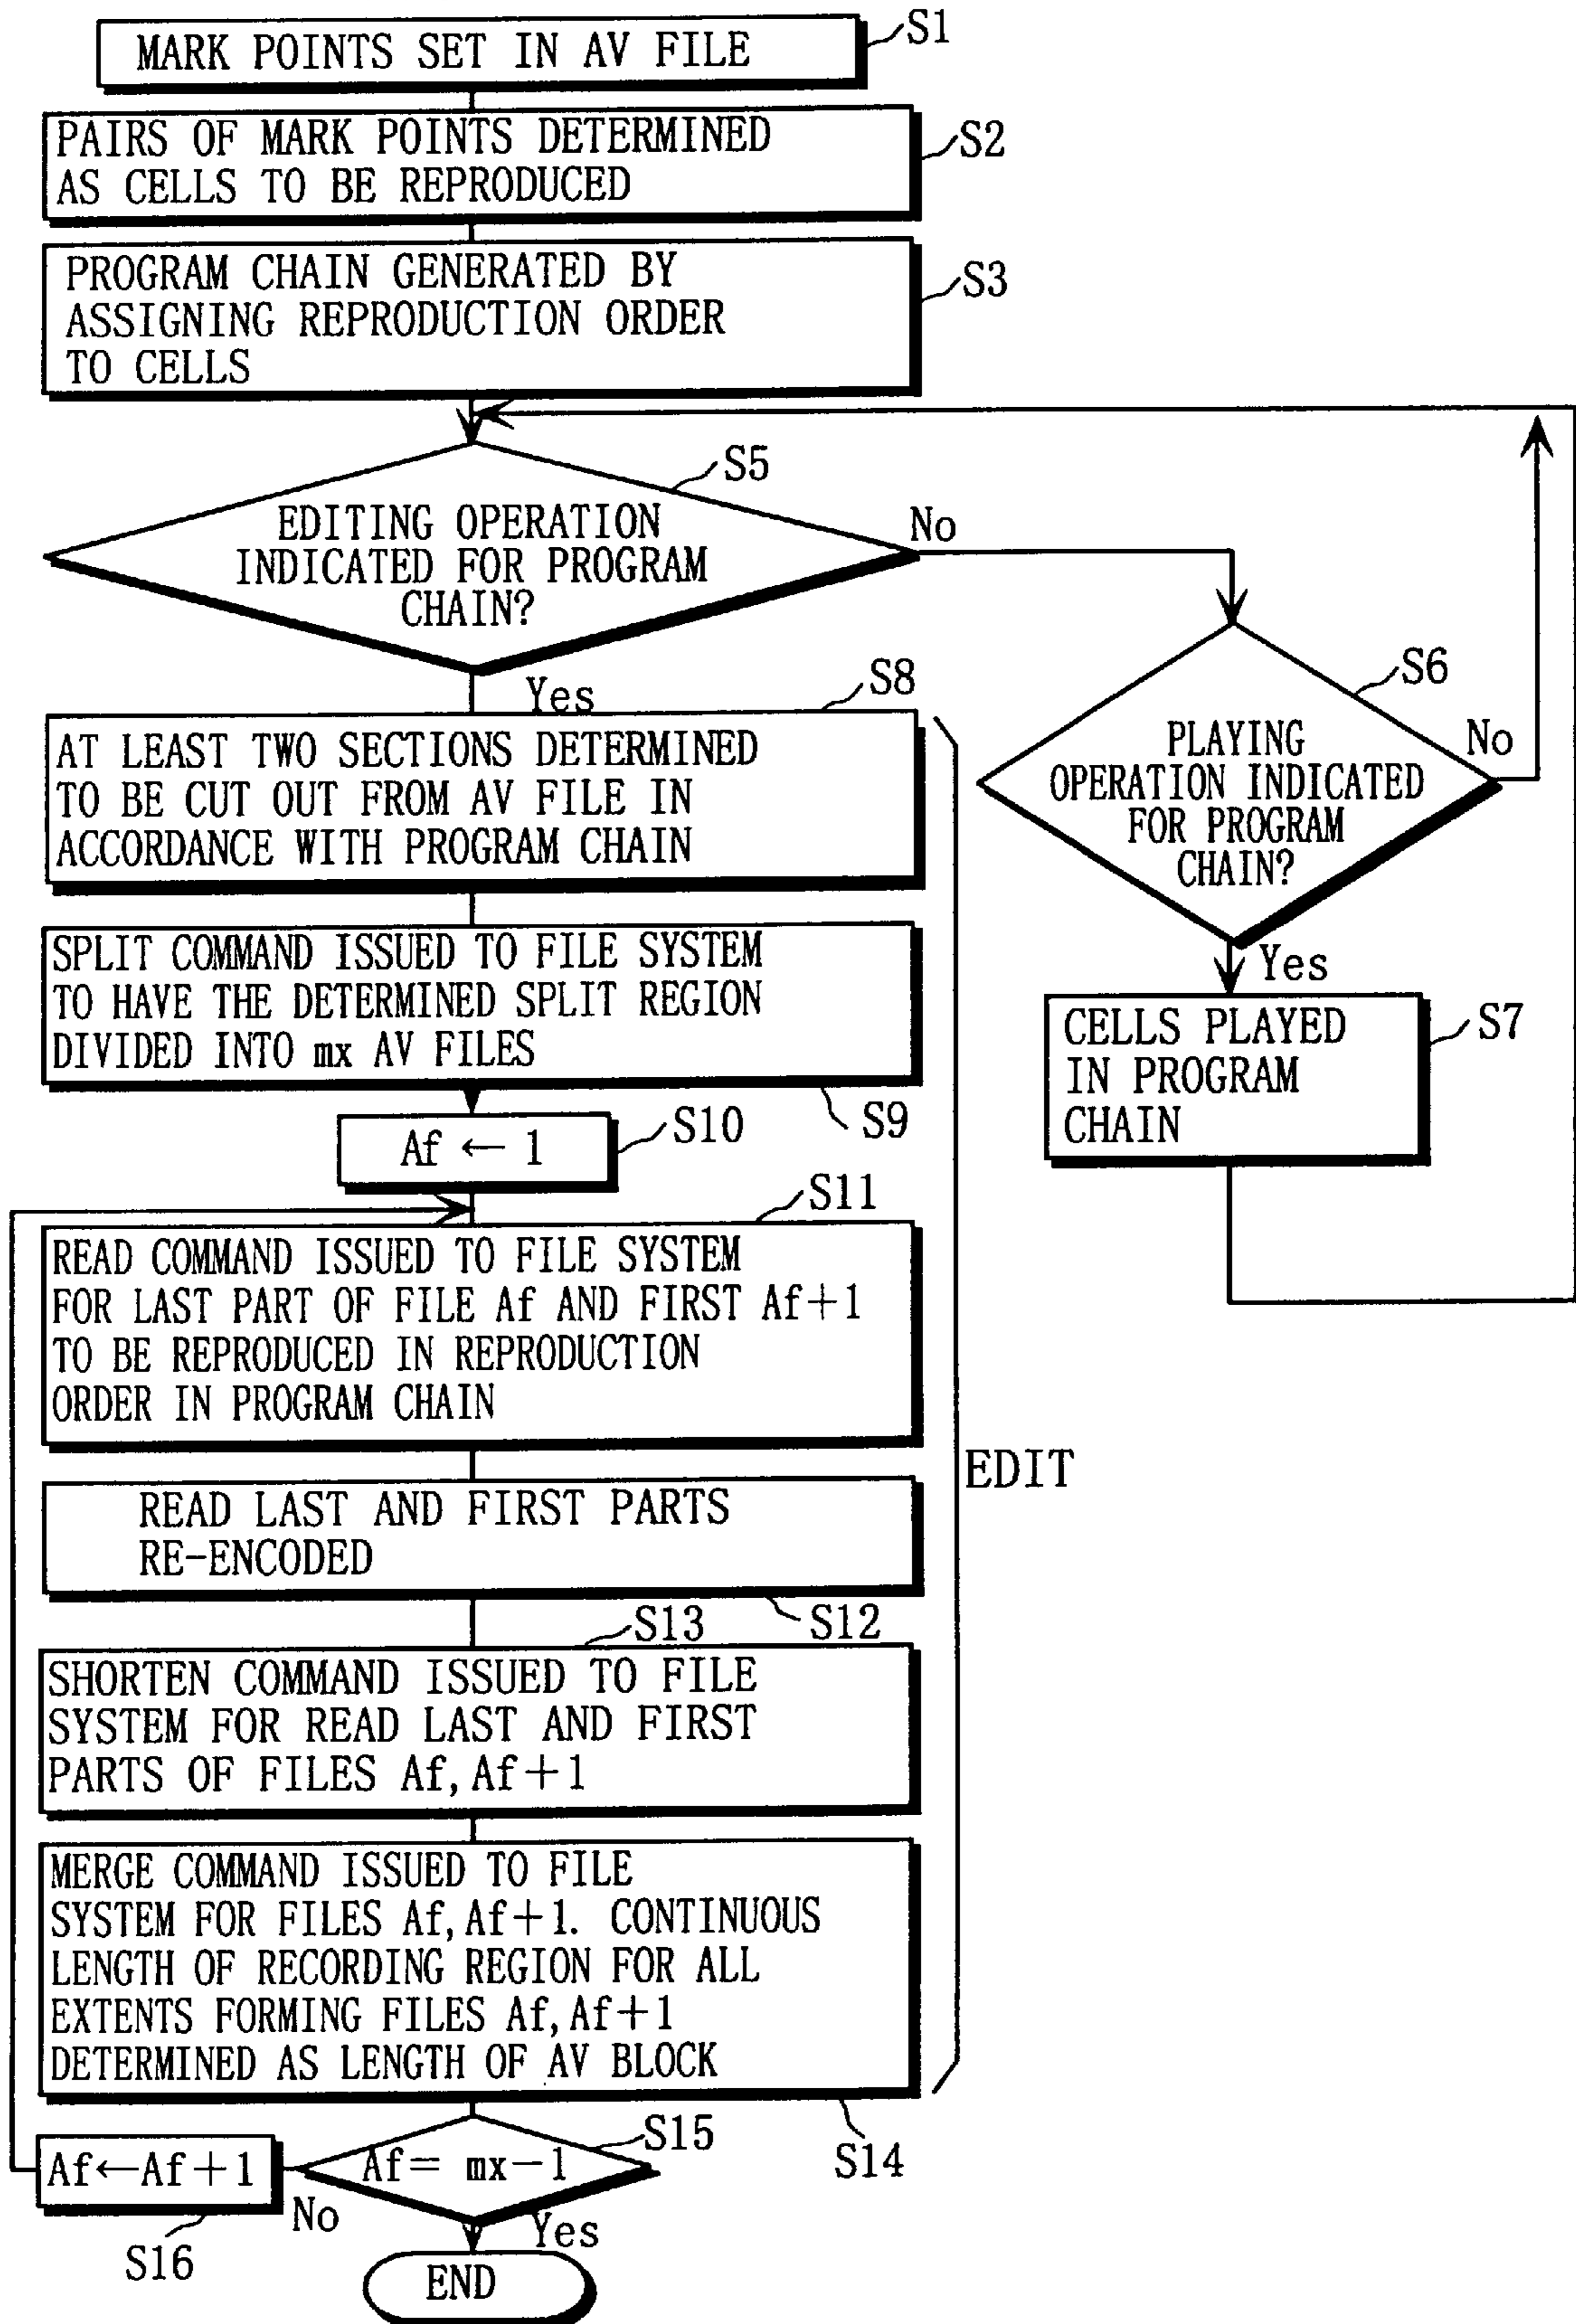 MARK POINTS SET IN AV FILE
S1
PAIRS OF MARK POINTS DETERMINED
AS CELLS TO BE REPRODUCED
S2
PROGRAM CHAIN GENERATED BY
ASSIGNING REPRODUCTION ORDER
TO CELLS
S3
S5
EDITING OPERATION
INDICATED FOR PROGRAM
CHAIN?
No
Yes
S6
PLAYING
OPERATION INDICATED
FOR PROGRAM
CHAIN?
No
Yes
CELLS PLAYED
IN PROGRAM
CHAIN
S7
S8
AT LEAST TWO SECTIONS DETERMINED
TO BE CUT OUT FROM AV FILE IN
ACCORDANCE WITH PROGRAM CHAIN
SPLIT COMMAND ISSUED TO FILE SYSTEM
TO HAVE THE DETERMINED SPLIT REGION
DIVIDED INTO mx AV FILES
S9
Af ← 1
S10
S11
READ COMMAND ISSUED TO FILE SYSTEM
FOR LAST PART OF FILE Af AND FIRST Af+1
TO BE REPRODUCED IN REPRODUCTION
ORDER IN PROGRAM CHAIN
EDIT
READ LAST AND FIRST PARTS
RE-ENCODED
S12
S13
SHORTEN COMMAND ISSUED TO FILE
SYSTEM FOR READ LAST AND FIRST
PARTS OF FILES Af, Af+1
MERGE COMMAND ISSUED TO FILE
SYSTEM FOR FILES Af, Af+1. CONTINUOUS
LENGTH OF RECORDING REGION FOR ALL
EXTENTS FORMING FILES Af, Af+1
DETERMINED AS LENGTH OF AV BLOCK
S14
Af= mx-1
S15
Af←Af+1
No
S16
Yes
END